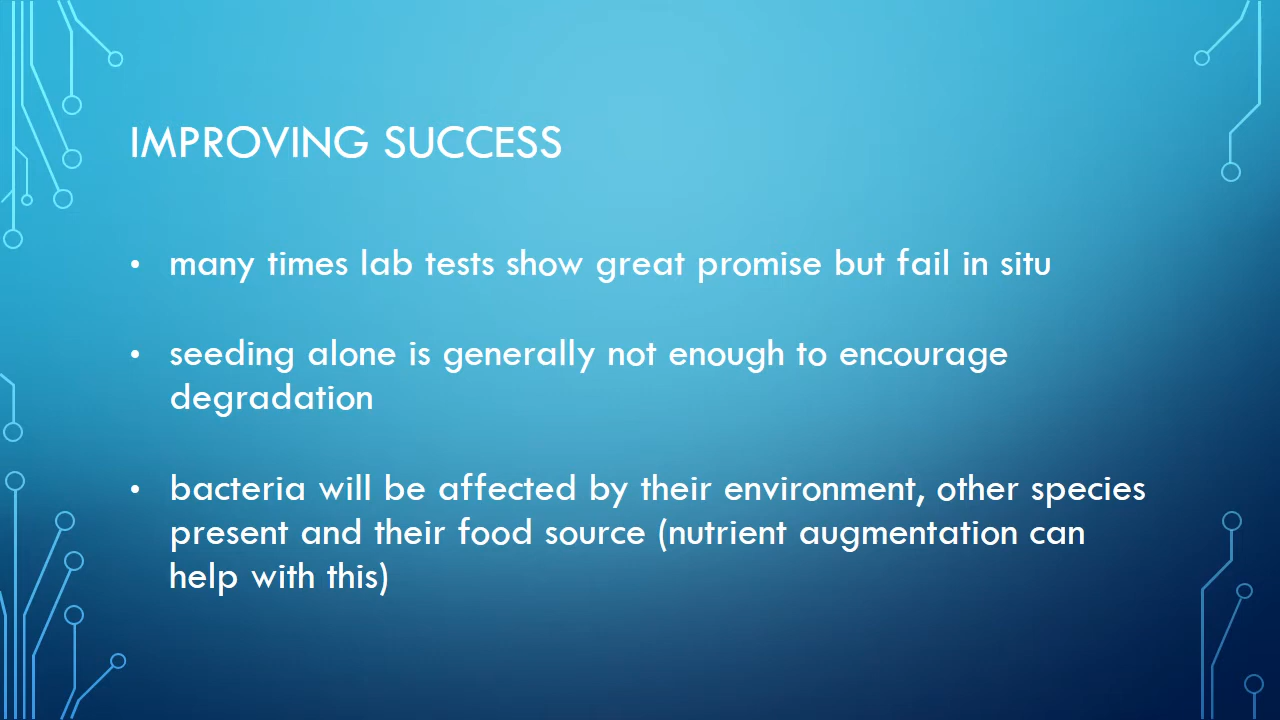 IMPROVING SUCCESS
• many times lab tests show great promise but fail in situ
• seeding alone is generally not enough to encourage
degradation
• bacteria will be affected by their environment, other species
present and their food source (nutrient augmentation can
help with this)